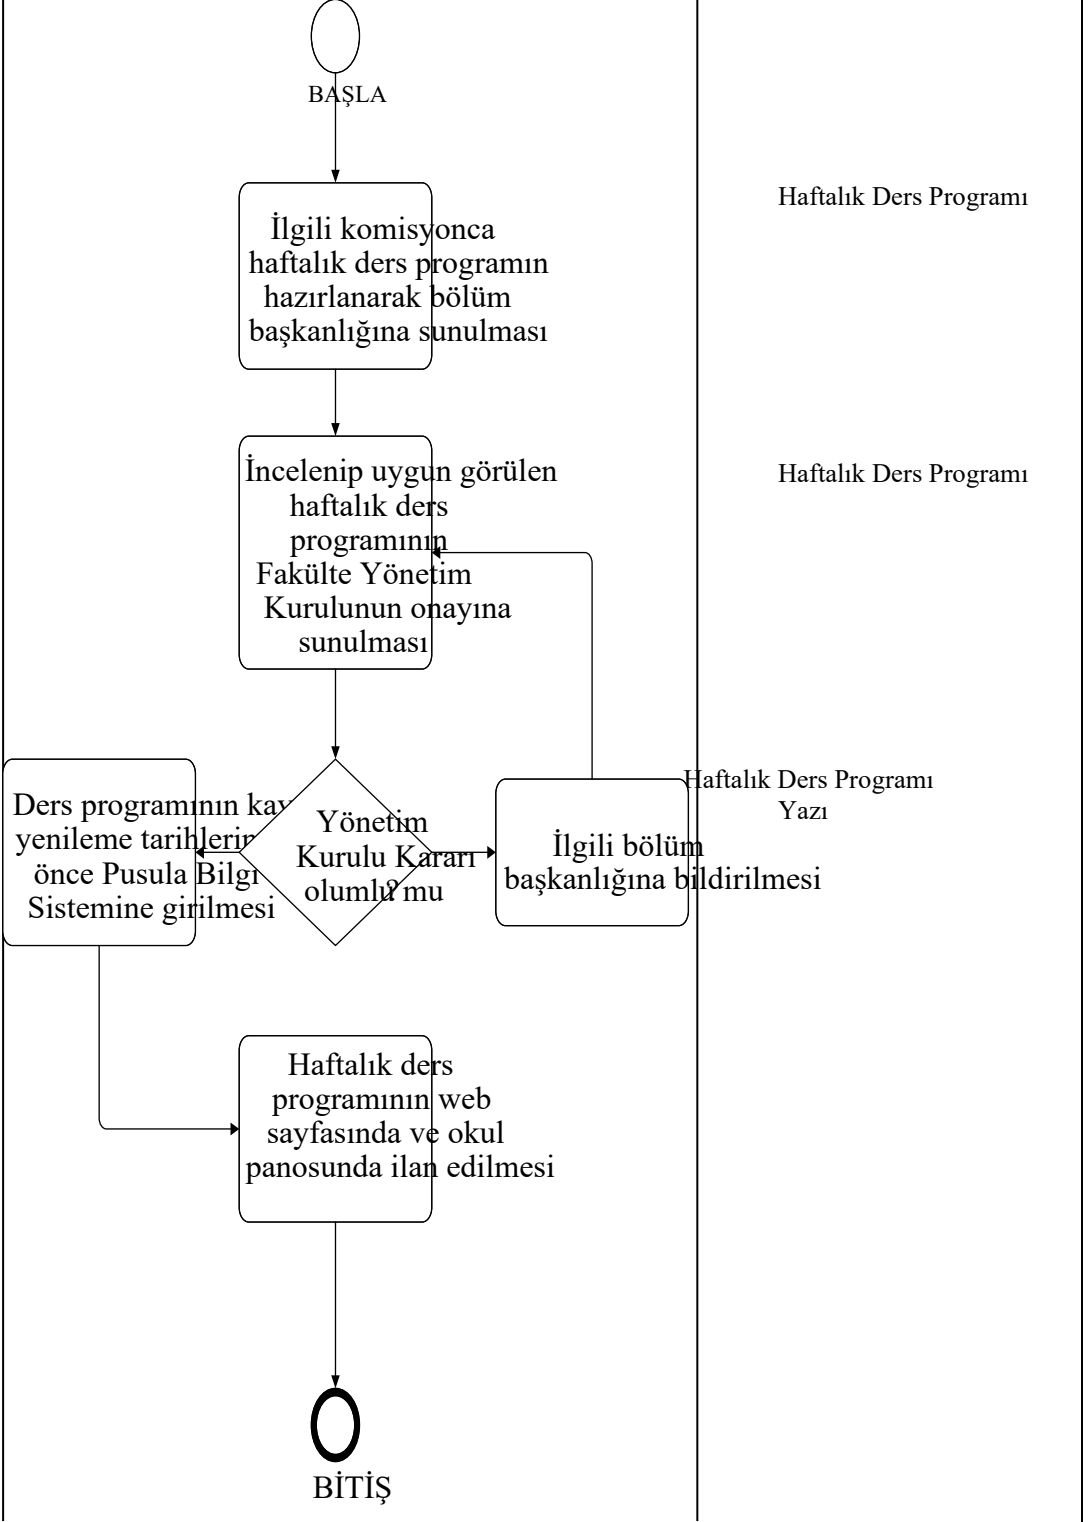 BAŞLA
Haftalık Ders Programı
İlgili komisyonca
haftalık ders programın
hazırlanarak bölüm
başkanlığına sunulması
Haftalık Ders Programı
İncelenip uygun görülen
haftalık ders
programının
Fakülte Yönetim
Kurulunun onayına
sunulması
Ders programının kay
yenileme tarihlerin
önce Pusula Bilgi
Sistemine girilmesi
Yönetim
Kurulu Kararı
olumlu mu
?
İlgili bölüm
başkanlığına bildirilmesi
Haftalık Ders Programı
Yazı
Haftalık ders
programının web
sayfasında ve okul
panosunda ilan edilmesi
BİTİŞ